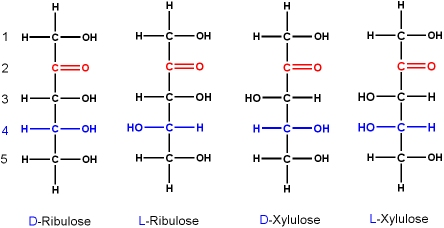 H H H H
1 H C OH H C OH H C OH H C OH
2 C O C O C O C O
3 H C OH H C OH HO C H HO C H
4 H C OH HO C H H C OH HO C H
5 H C OH H C OH H C OH H C OH
H H H H
D-Ribulose L-Ribulose D-Xylulose L-Xylulose